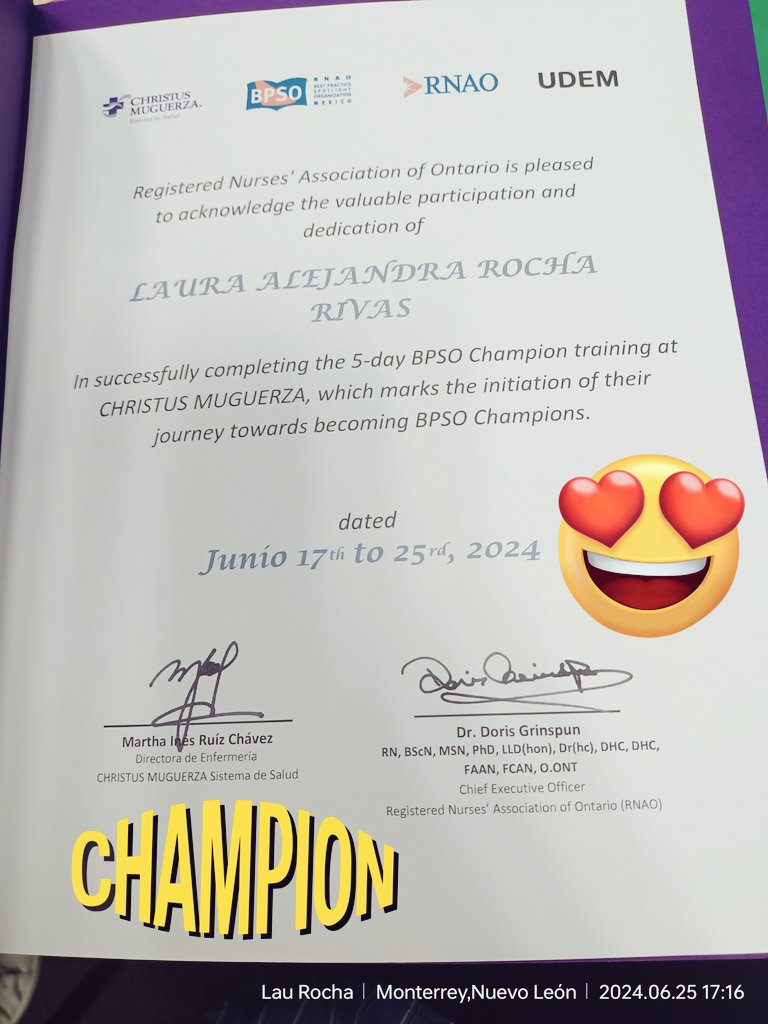 CHRISTUS
MUGUERZA.
Sistema de Salud
BPSO
RNAO
BEST PRACTICE
SPOTLIGHT
ORGANIZATION
MEXICO
RNAO
UDEM
Registered Nurses' Association of Ontario is pleased
to acknowledge the valuable participation and
dedication of
LAURA ALEJANDRA ROCHA
RIVAS
In successfully completing the 5-day BPSO Champion training at
CHRISTUS MUGUERZA, which marks the initiation of their
journey towards becoming BPSO Champions.
dated
Junio 17th to 25rd, 2024
Martha Inés Ruíz Chávez
Directora de Enfermería
CHRISTUS MUGUERZA Sistema de Salud
Doris Grinspun
Dr. Doris Grinspun
RN, BScN, MSN, PhD, LLD(hon), Dr(hc), DHC, DHC,
FAAN, FCAN, O.ONT
Chief Executive Officer
Registered Nurses' Association of Ontario (RNAO)
CHAMPION
Lau Rocha | Monterrey,Nuevo León | 2024.06.25 17:16